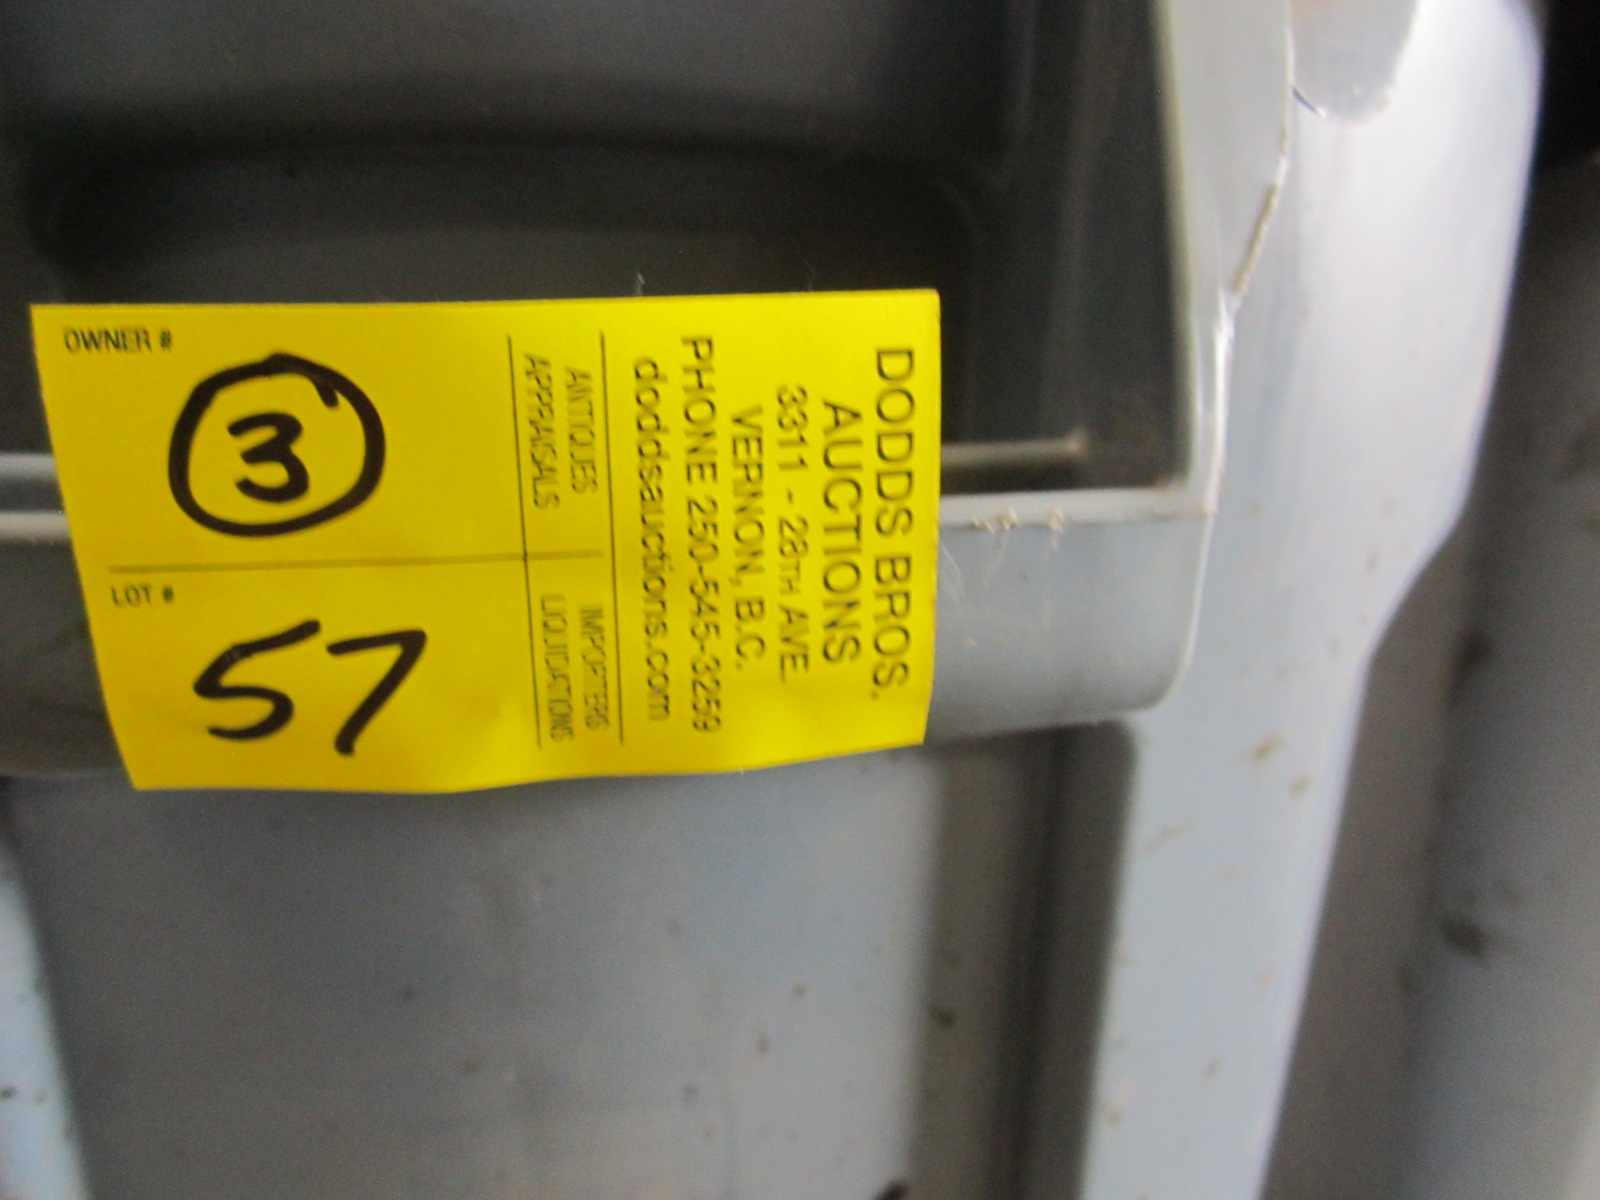 OWNER #
3
LOT #
57
DODDS BROS.
AUCTIONS
3311 - 28TH AVE.
VERNON, B.C.
PHONE 250-545-3259
doddsauctions.com
ANTIQUES IMPORTERS
APPRAISALS LIQUIDATIONS